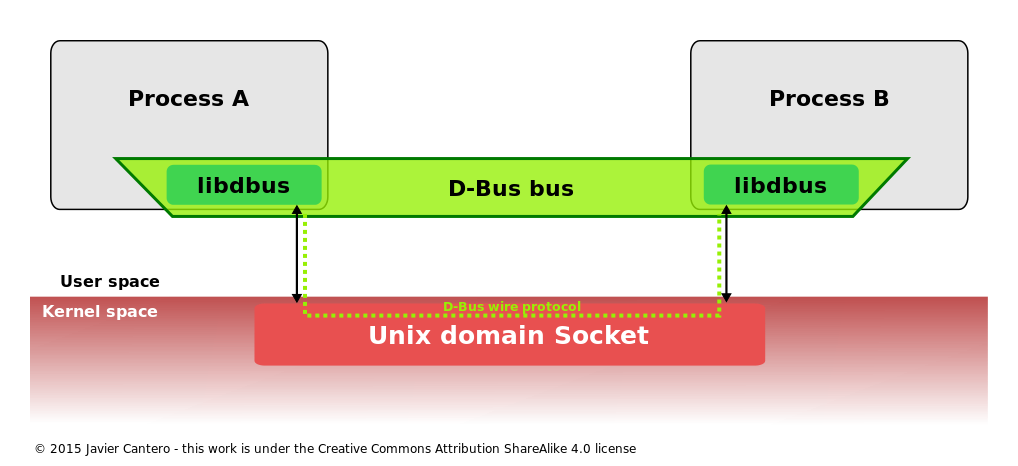 Process A
Process B
libdbus
D-Bus bus
libdbus
User space
Kernel space
D-Bus wire protocol
Unix domain Socket
© 2015 Javier Cantero - this work is under the Creative Commons Attribution ShareAlike 4.0 license